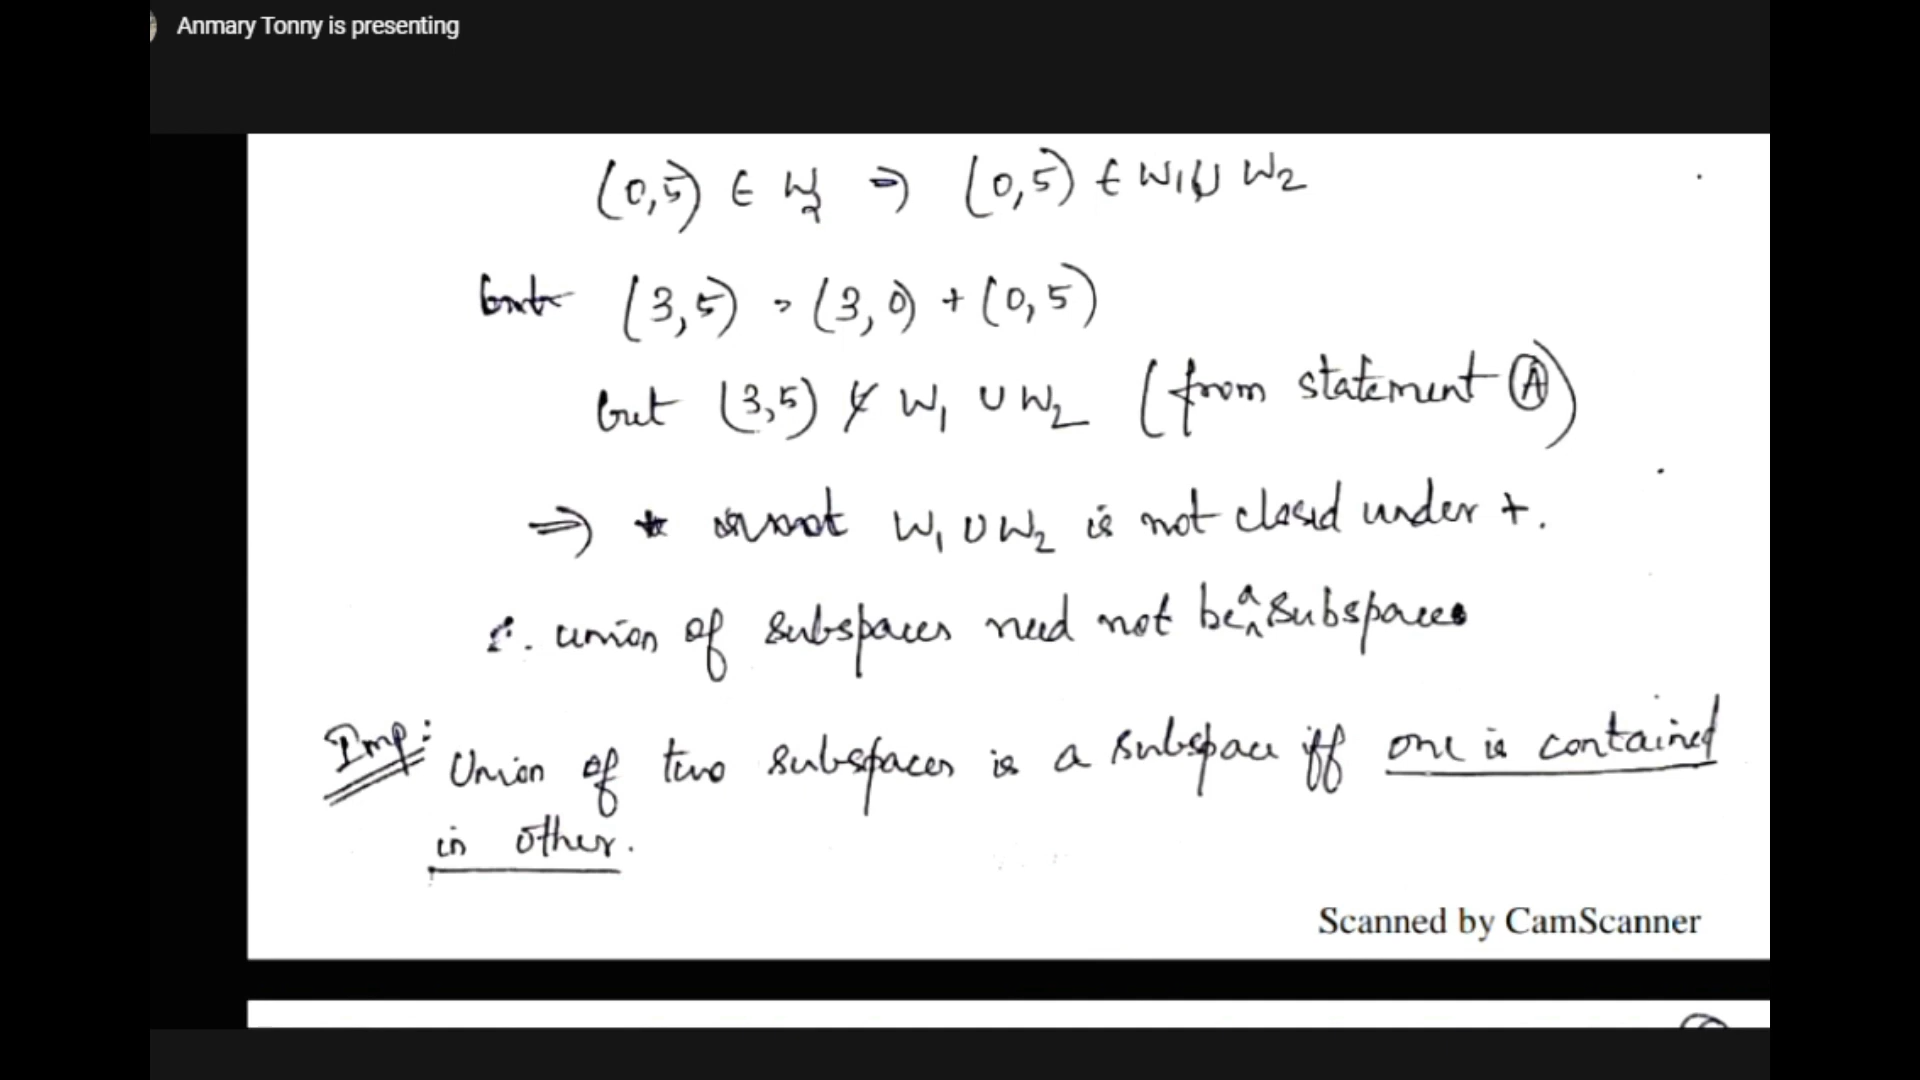 Anmary Tonny is presenting
(0,5) ∈ W2 ⇒ (0,5) ∈ W1 ∪ W2
but (3,5) = (3,0) + (0,5)
but (3,5) ∉ W1 ∪ W2 (from statement Ⓐ)
⇒ W1 ∪ W2 is not closed under +.
∴ union of subspaces need not be a subspace
Imp: Union of two subspaces is a subspace iff one is contained
in other.
Scanned by CamScanner